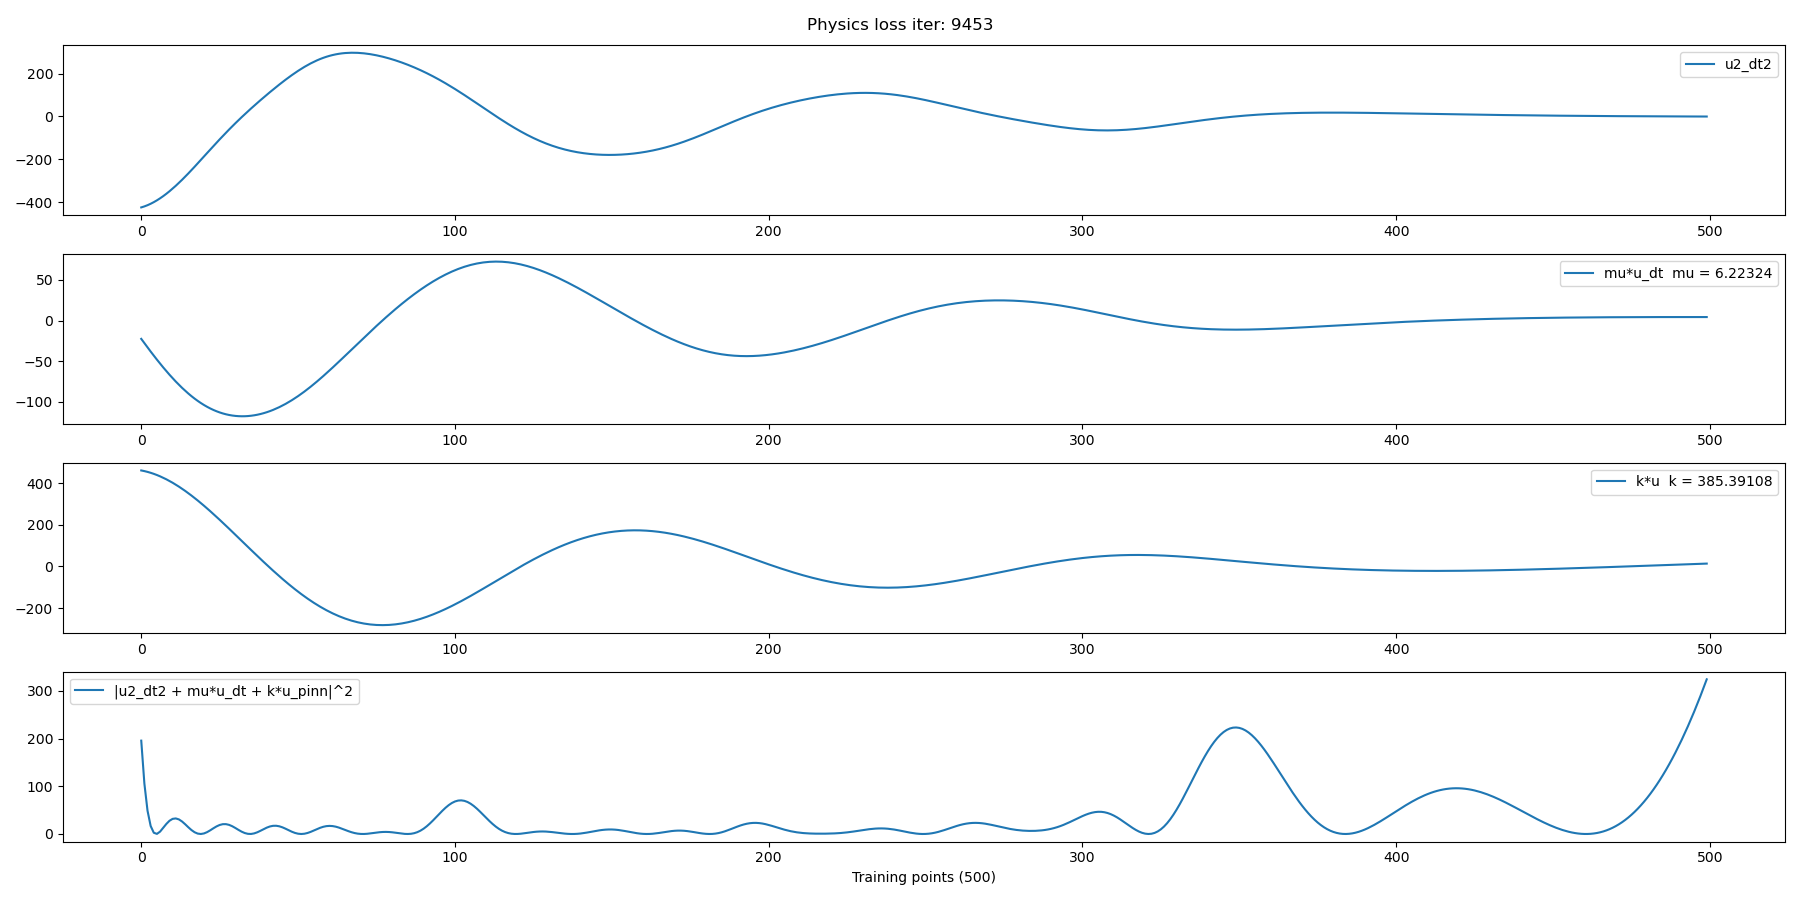 Physics loss iter: 9453
200
0
−200
−400
u2_dt2
0 100 200 300 400 500
50
0
−50
−100
mu*u_dt  mu = 6.22324
0 100 200 300 400 500
400
200
0
−200
k*u  k = 385.39108
0 100 200 300 400 500
300
200
100
0
|u2_dt2 + mu*u_dt + k*u_pinn|^2
0 100 200 300 400 500
Training points (500)